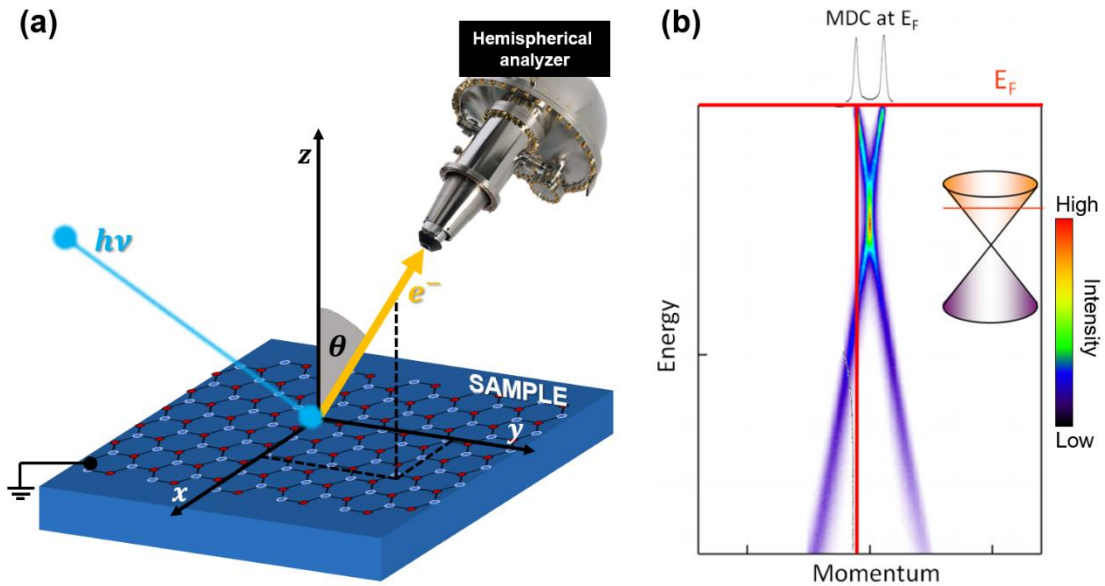 (a)
Hemispherical
analyzer
z
hν
e⁻
θ
SAMPLE
y
x
(b)
MDC at E_F
E_F
High
Energy
Intensity
Low
Momentum